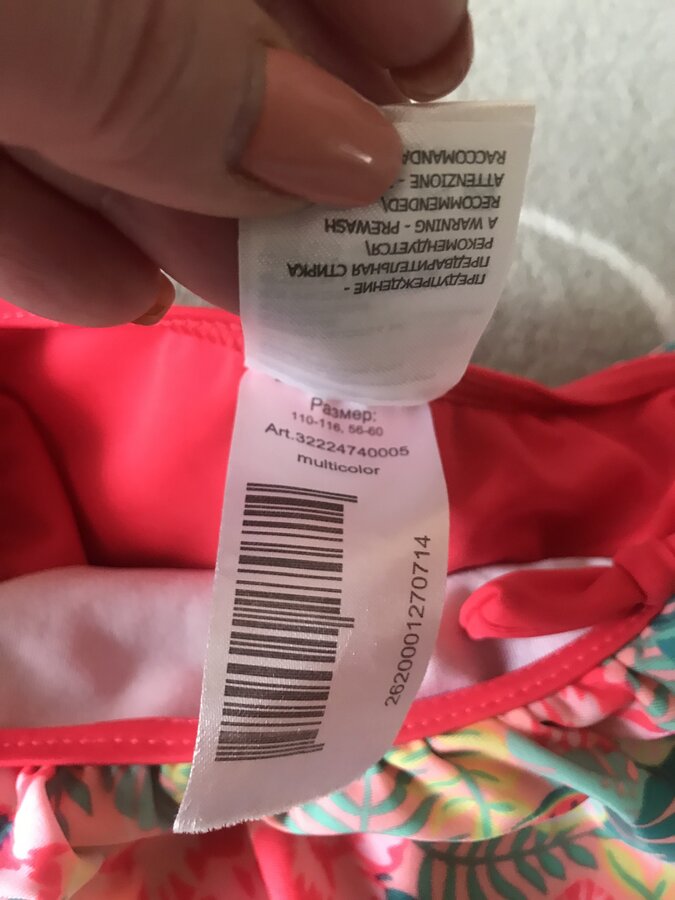 ПРЕДУПРЕЖДЕНИЕ -
ПРЕДВАРИТЕЛЬНАЯ СТИРКА
РЕКОМЕНДУЕТСЯ\
A WARNING - PREWASH
RECOMMENDED\
ATTENZIONE -
RACCOMANDA
Размер:
110-116, 56-60
Art.32224740005
multicolor
2620001270714